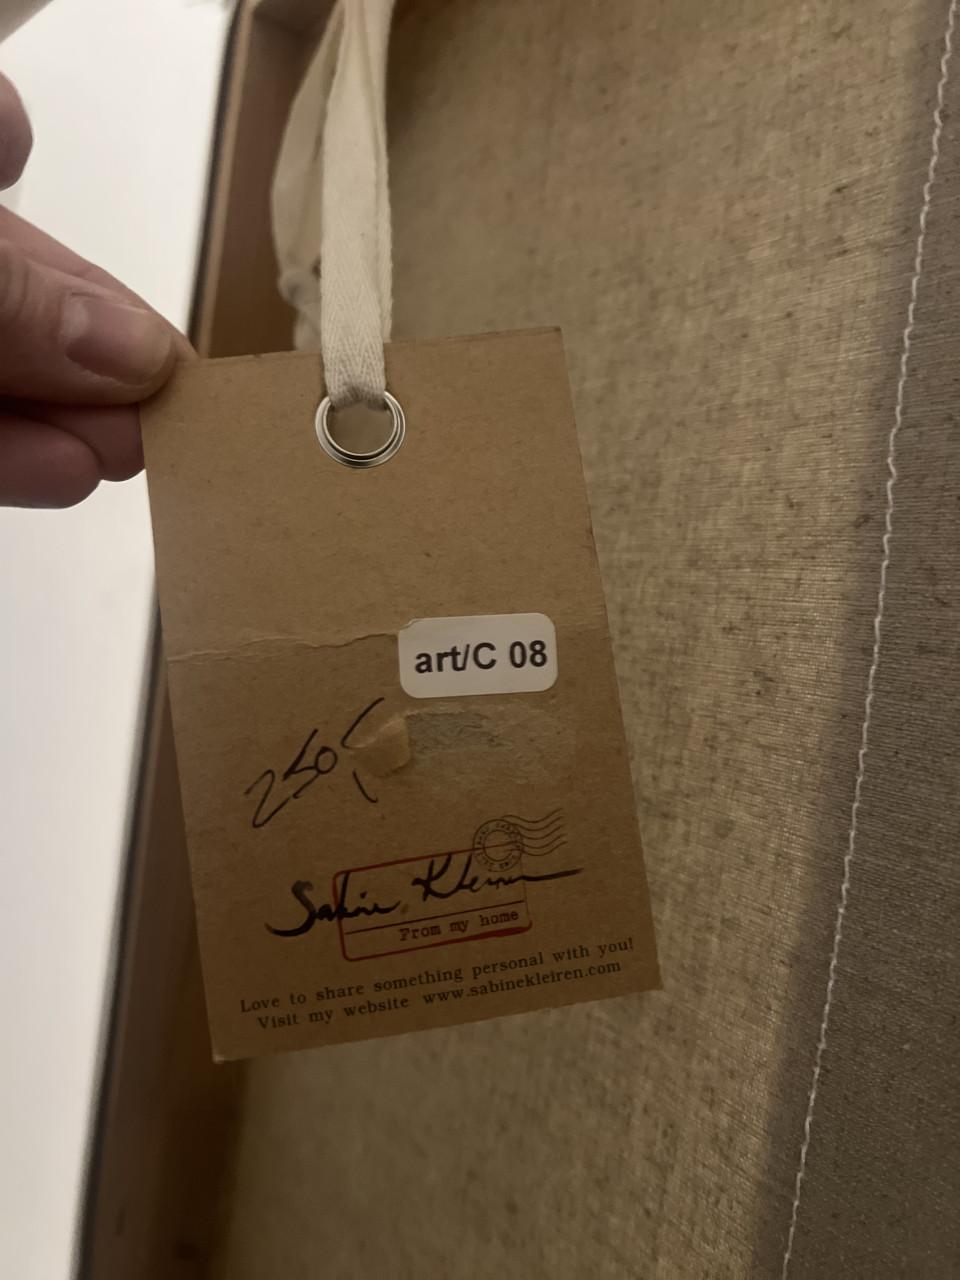 art/C 08
250
Sabine Kleiren
From my home
Love to share something personal with you!
Visit my website www.sabinekleiren.com